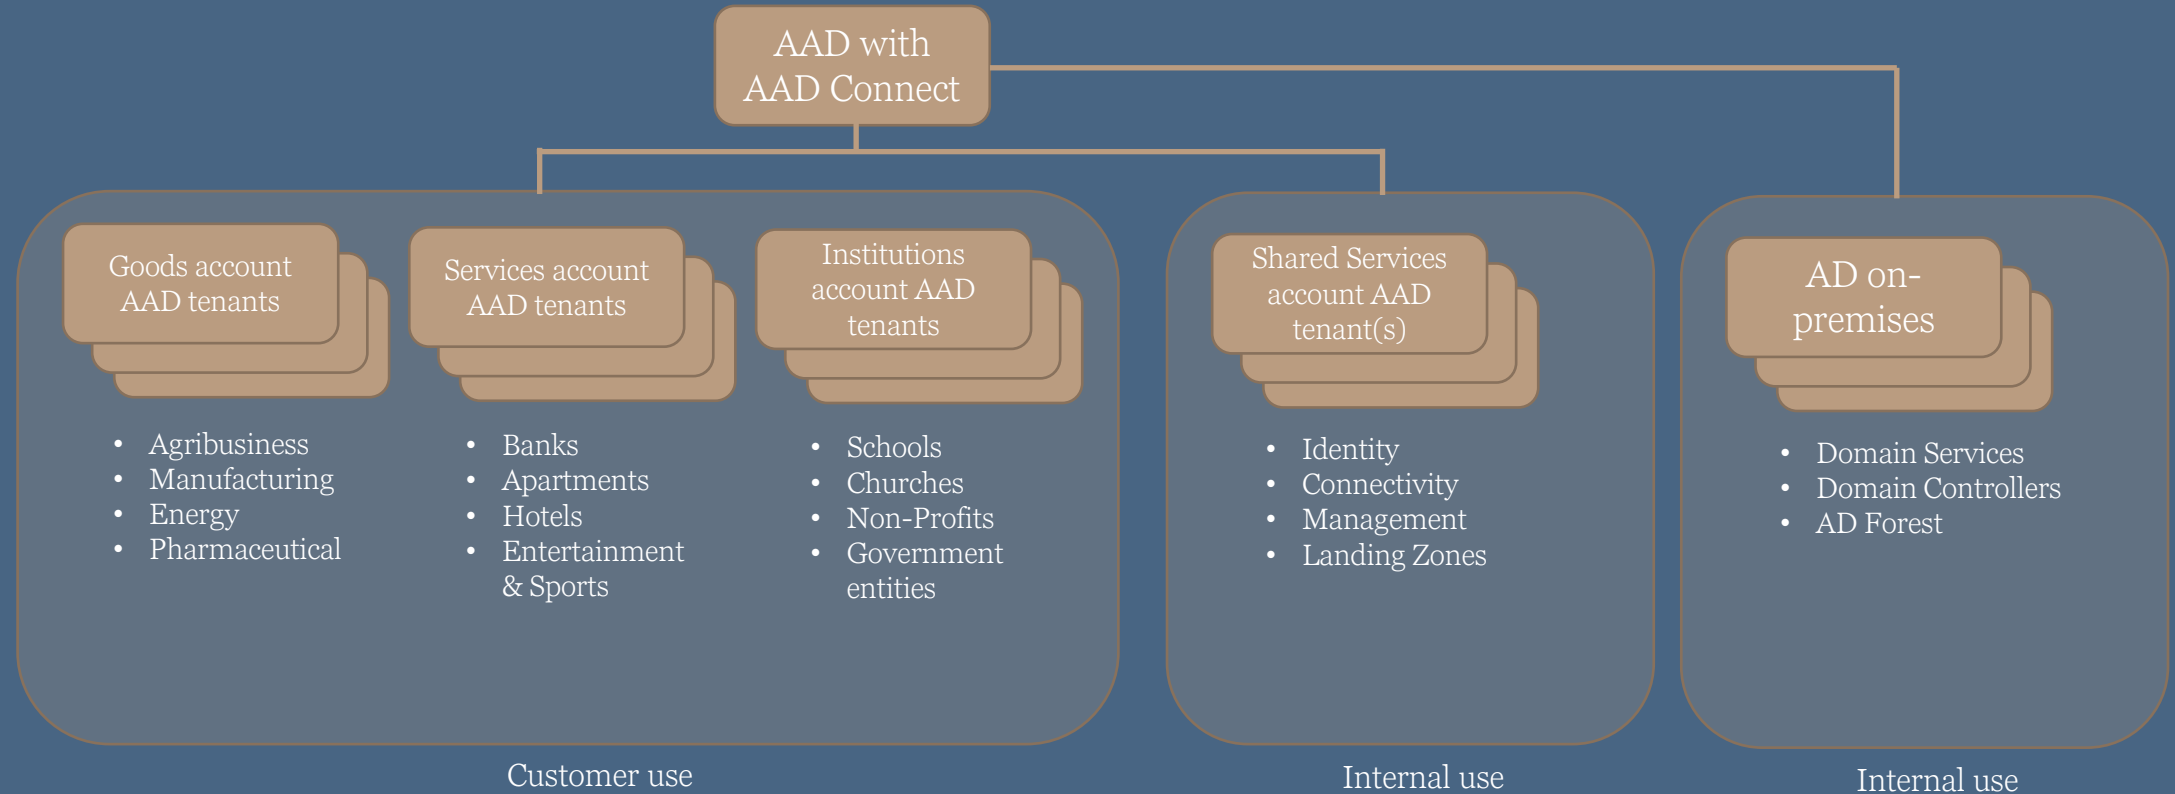 AAD with
AAD Connect
Goods account
AAD tenants
• Agribusiness
• Manufacturing
• Energy
• Pharmaceutical
Services account
AAD tenants
• Banks
• Apartments
• Hotels
• Entertainment
& Sports
Institutions
account AAD
tenants
• Schools
• Churches
• Non-Profits
• Government
entities
Customer use
Shared Services
account AAD
tenant(s)
• Identity
• Connectivity
• Management
• Landing Zones
Internal use
AD on-
premises
• Domain Services
• Domain Controllers
• AD Forest
Internal use